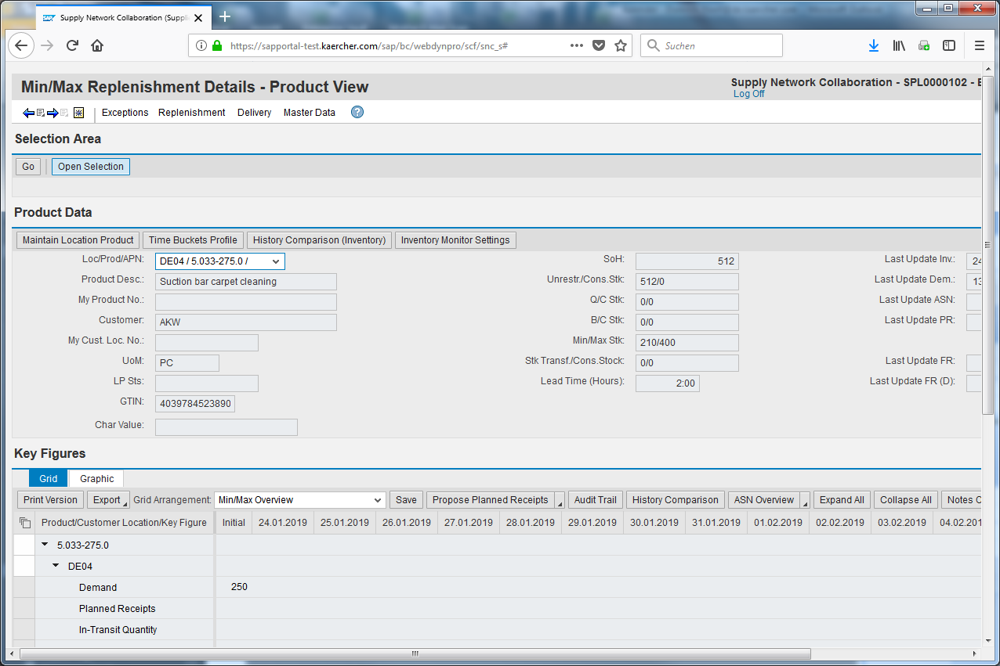 Supply Network Collaboration (Suppl
https://sapportal-test.kaercher.com/sap/bc/webdynpro/scf/snc_s#
Suchen
Min/Max Replenishment Details - Product View
Supply Network Collaboration - SPL0000102 - E
Log Off
Exceptions Replenishment Delivery Master Data ?
Selection Area
Go Open Selection
Product Data
Maintain Location Product Time Buckets Profile History Comparison (Inventory) Inventory Monitor Settings
Loc/Prod/APN: DE04 / 5.033-275.0 / SoH: 512 Last Update Inv.: 24
Product Desc.: Suction bar carpet cleaning Unrestr./Cons.Stk: 512/0 Last Update Dem.: 13
My Product No.: Q/C Stk: 0/0 Last Update ASN:
Customer: AKW B/C Stk: 0/0 Last Update PR:
My Cust. Loc. No.: Min/Max Stk: 210/400
UoM: PC Stk Transf./Cons.Stock: 0/0 Last Update FR:
LP Sts: Lead Time (Hours): 2:00 Last Update FR (D):
GTIN: 4039784523890
Char Value:
Key Figures
Grid Graphic
Print Version Export Grid Arrangement: Min/Max Overview Save Propose Planned Receipts Audit Trail History Comparison ASN Overview Expand All Collapse All Notes C
Product/Customer Location/Key Figure Initial 24.01.2019 25.01.2019 26.01.2019 27.01.2019 28.01.2019 29.01.2019 30.01.2019 31.01.2019 01.02.2019 02.02.2019 03.02.2019 04.02.201
5.033-275.0
DE04
Demand 250
Planned Receipts
In-Transit Quantity